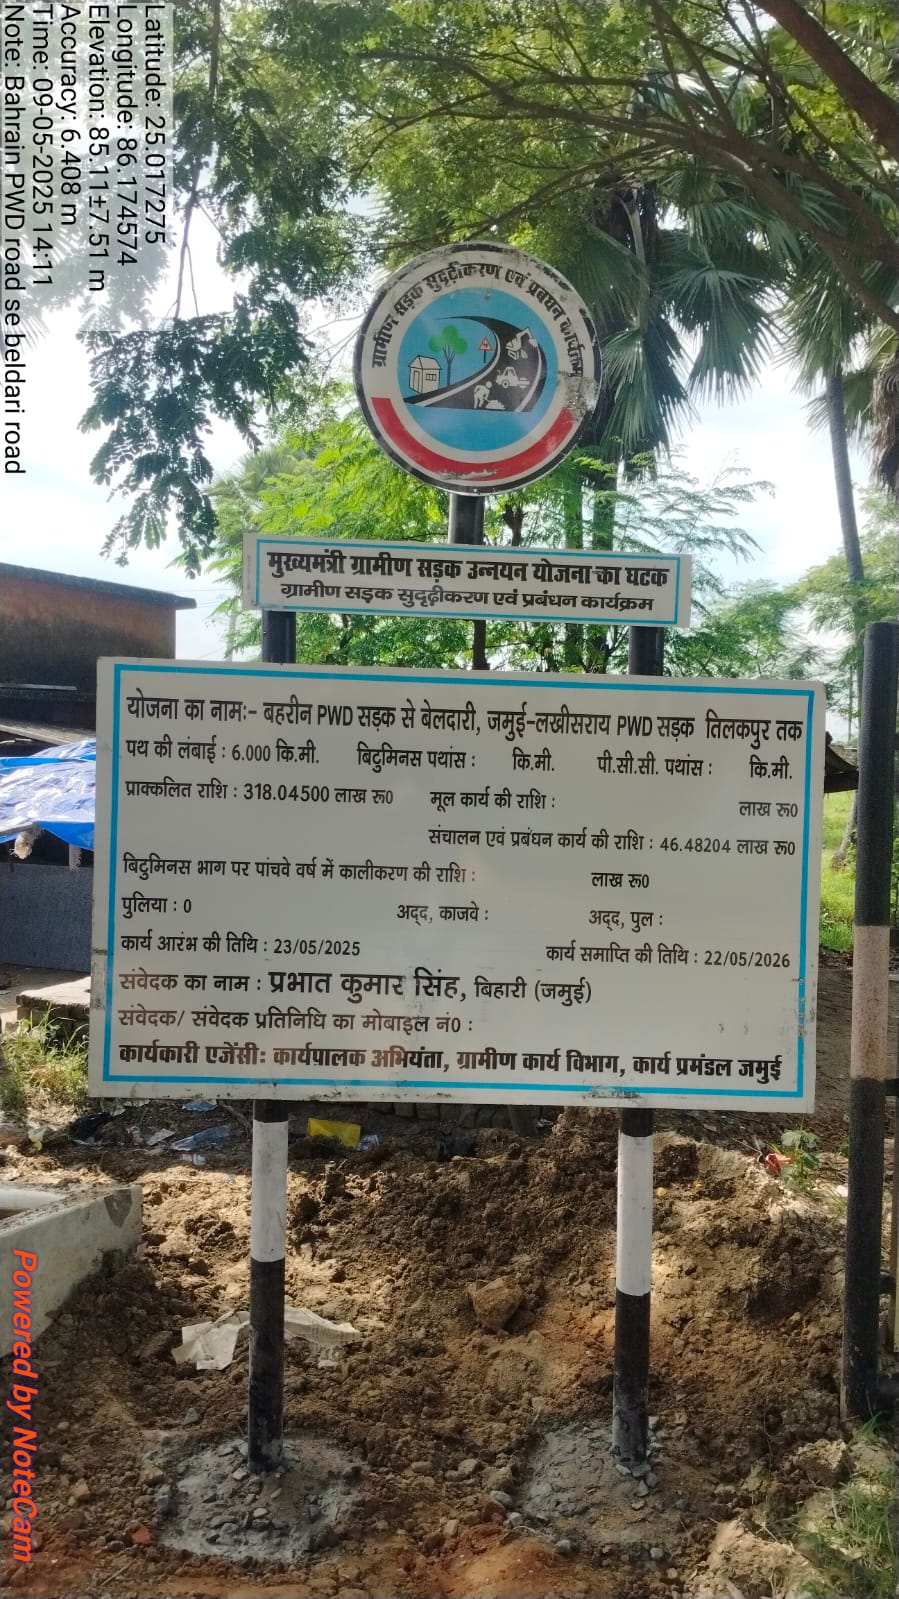 Latitude: 25.017275
Longitude: 86.174574
Elevation: 85.11±7.51 m
Accuracy: 6.408 m
Time: 09-05-2025 14:11
Note: Bahrain PWD road se beldari road
ग्रामीण सड़क सुदृढ़ीकरण एवं प्रबंधन कार्यक्रम
मुख्यमंत्री ग्रामीण सड़क उन्नयन योजना का घटक
ग्रामीण सड़क सुदृढ़ीकरण एवं प्रबंधन कार्यक्रम
योजना का नामः- बहरीन PWD सड़क से बेलदारी, जमुई-लखीसराय PWD सड़क तिलकपुर तक
पथ की लंबाई : 6.000 कि.मी. बिटुमिनस पथांस : कि.मी. पी.सी.सी. पथांस : कि.मी.
प्राक्कलित राशि : 318.04500 लाख रू0 मूल कार्य की राशि : लाख रू0
संचालन एवं प्रबंधन कार्य की राशि : 46.48204 लाख रू0
बिटुमिनस भाग पर पांचवे वर्ष में कालीकरण की राशि : लाख रू0
पुलिया : 0 अद्द, काजवे : अद्द, पुल :
कार्य आरंभ की तिथि : 23/05/2025 कार्य समाप्ति की तिथि : 22/05/2026
संवेदक का नाम : प्रभात कुमार सिंह, बिहारी (जमुई)
संवेदक/ संवेदक प्रतिनिधि का मोबाइल नं0 :
कार्यकारी एजेंसी: कार्यपालक अभियंता, ग्रामीण कार्य विभाग, कार्य प्रमंडल जमुई
Powered by NoteCam